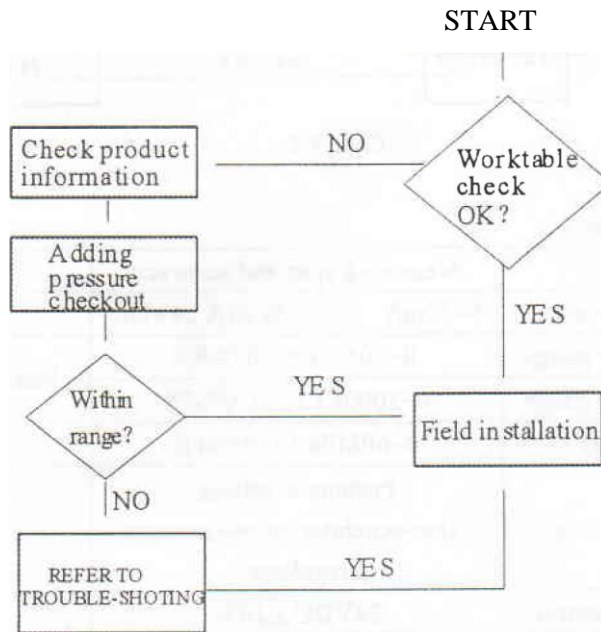 START
NO
Check product
information
Worktable
check
OK?
Adding
pressure
checkout
YES
YES
Within
range?
Field installation
NO
YES
REFER TO
TROUBLE-SHOTING